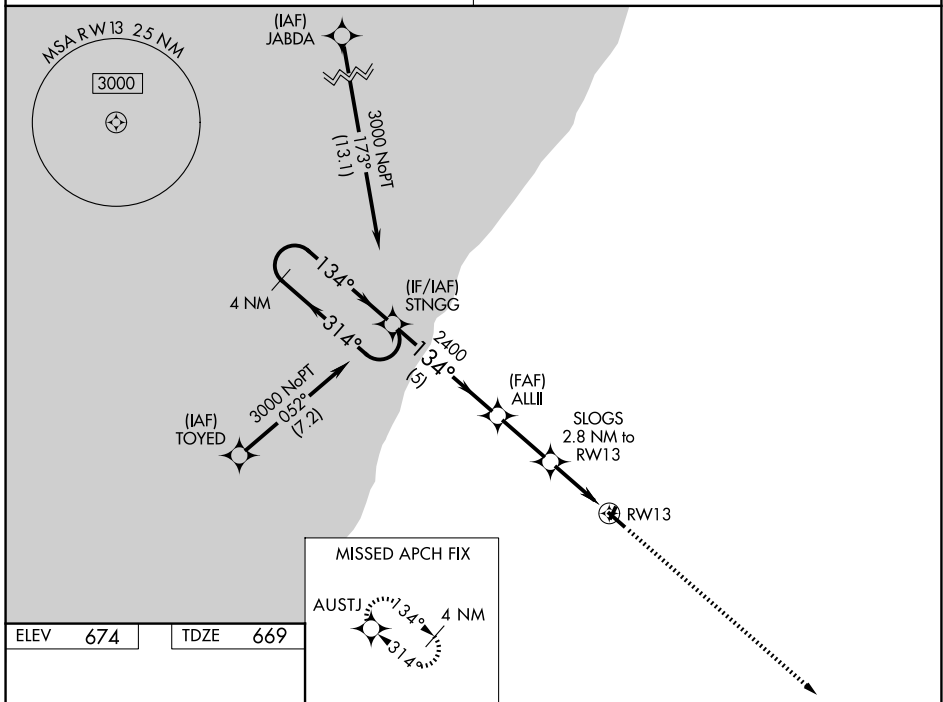 MSA RW13 25 NM
3000
(IAF)
JABDA
3000 NoPT
173°
(13.1)
134°
4 NM
314°
(IF/IAF)
STNGG
2400
134°
(5)
(FAF)
ALLII
SLOGS
2.8 NM to
RW13
RW13
3000 NoPT
052°
(7.2)
(IAF)
TOYED
MISSED APCH FIX
AUSTJ
134°
4 NM
314°
ELEV 674
TDZE 669